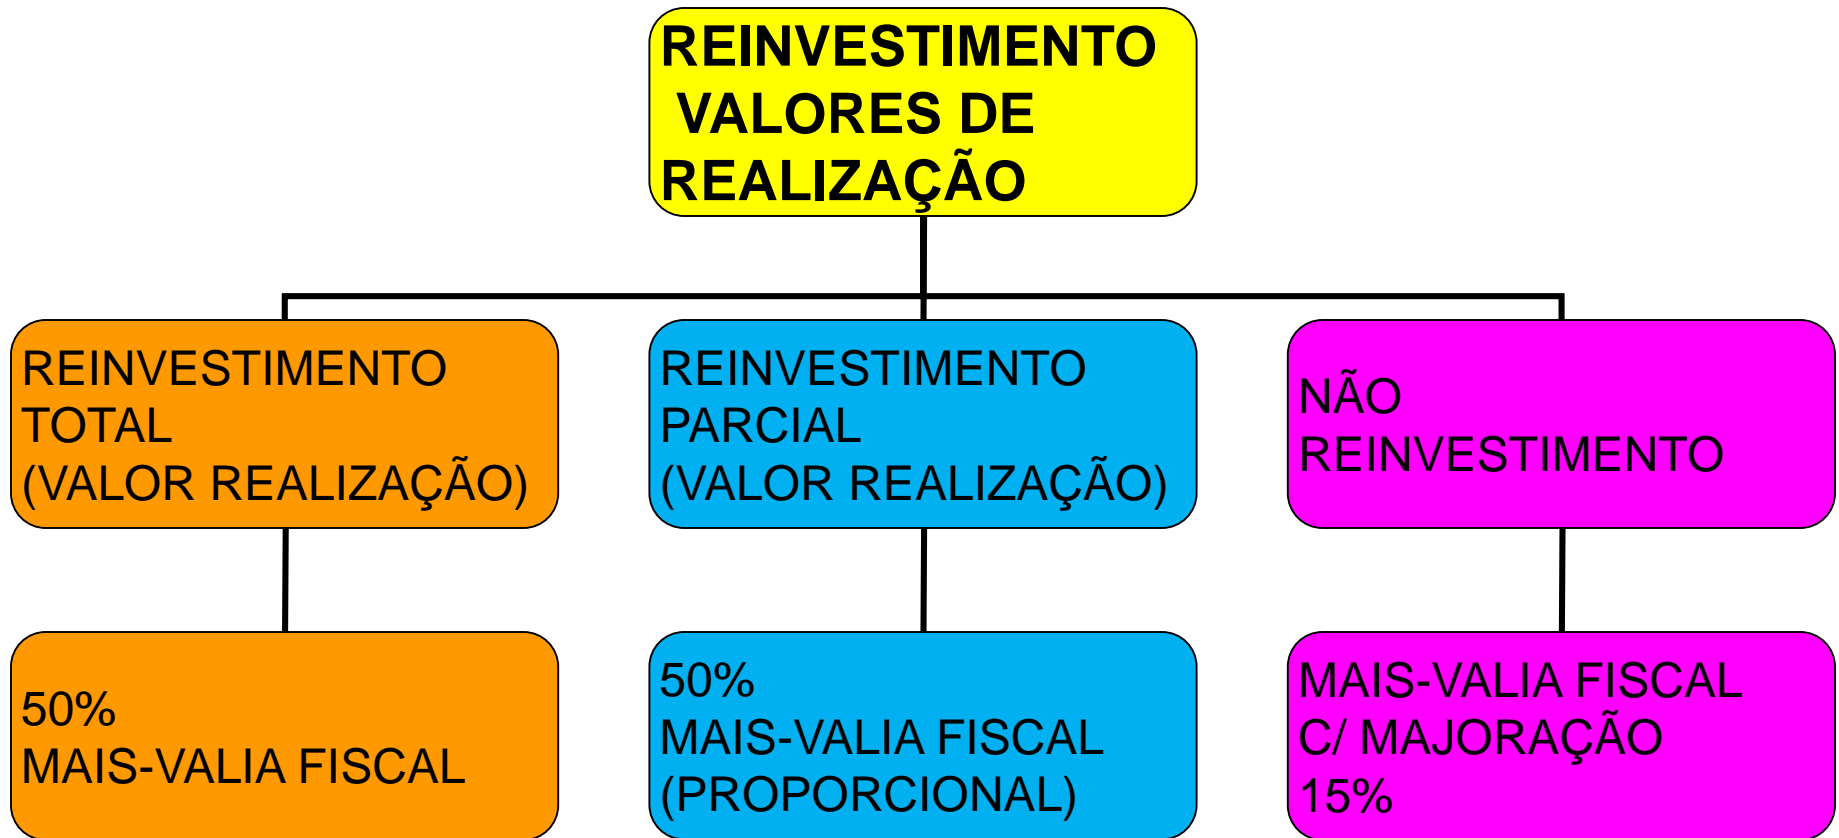 REINVESTIMENTO
VALORES DE
REALIZAÇÃO
REINVESTIMENTO
TOTAL
(VALOR REALIZAÇÃO)
REINVESTIMENTO
PARCIAL
(VALOR REALIZAÇÃO)
NÃO
REINVESTIMENTO
50%
MAIS-VALIA FISCAL
50%
MAIS-VALIA FISCAL
(PROPORCIONAL)
MAIS-VALIA FISCAL
C/ MAJORAÇÃO
15%